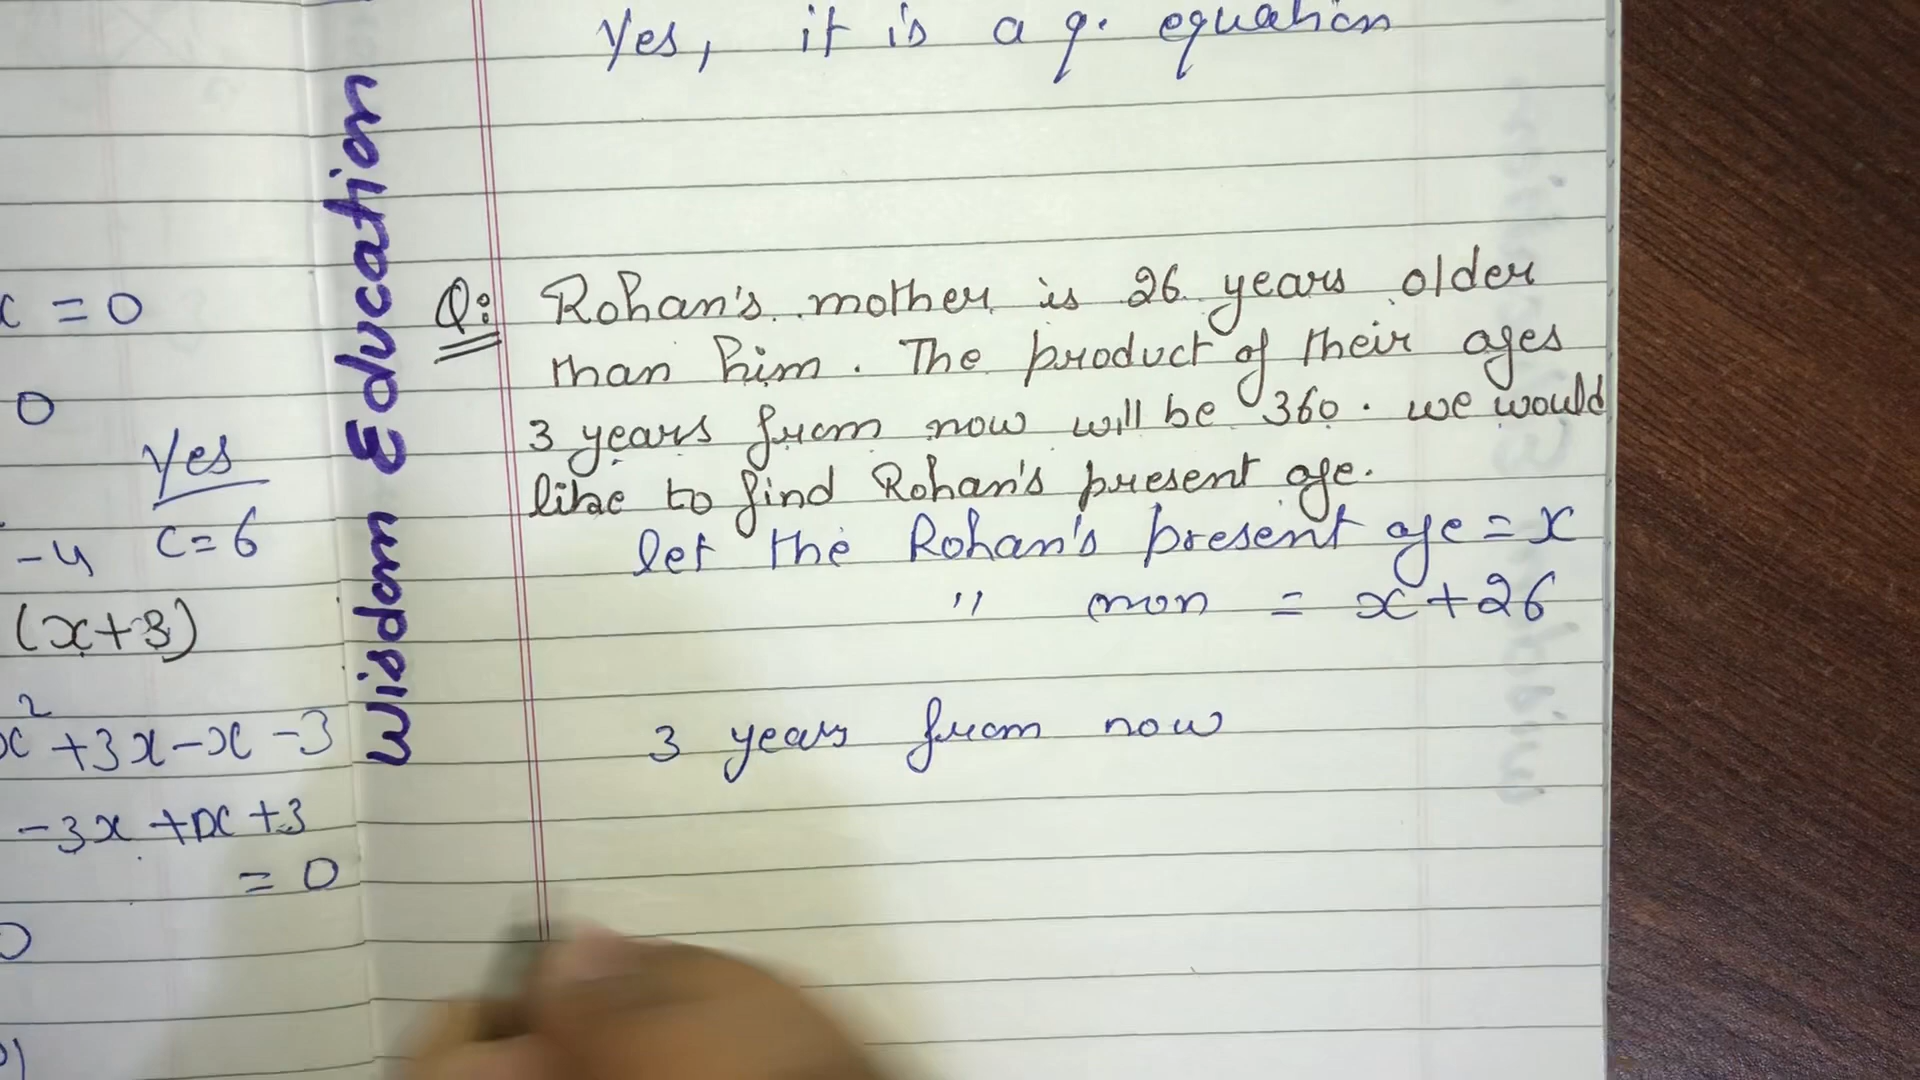 x = 0
0
Yes
-4 c=6
(x+3)
x² +3x-x -3
-3x +x +3
= 0
Wisdom Education
Yes, it is a q. equation
Q: Rohan's mother is 26 years older
than him. The product of their ages
3 years from now will be 360. we would
like to find Rohan's present age.
let the Rohan's present age = x
" mom = x+26
3 years from now